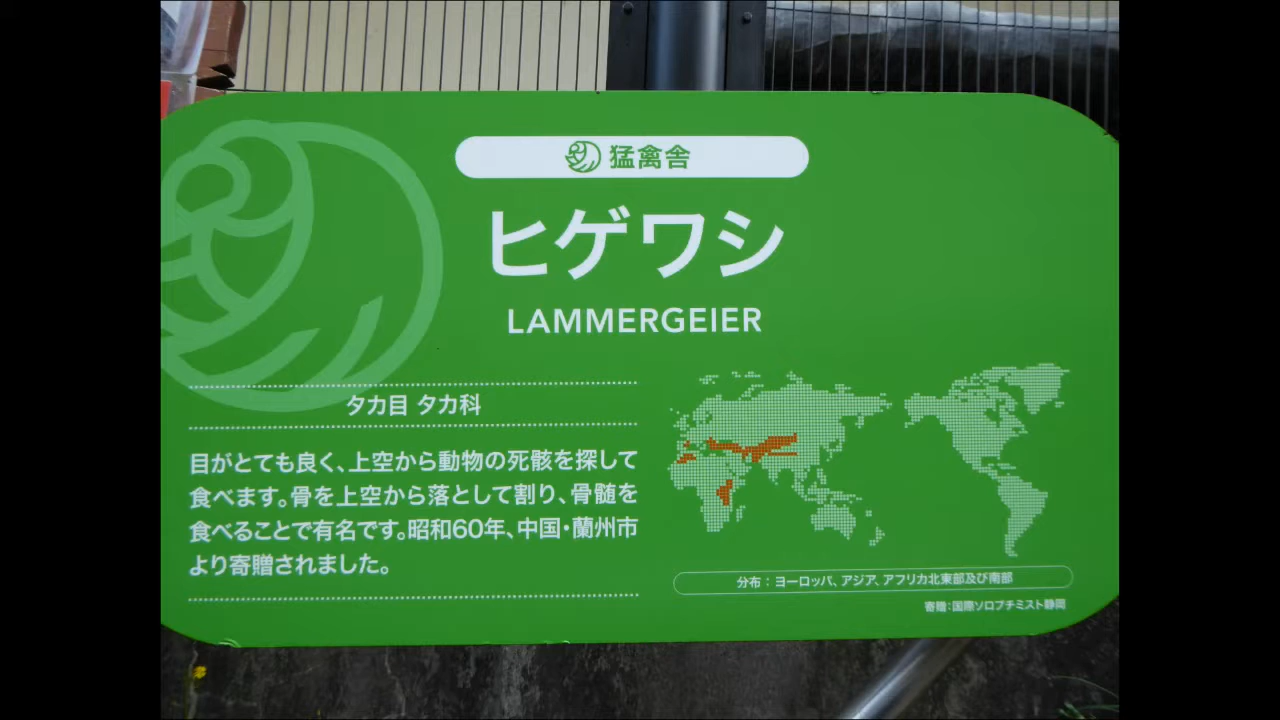 猛禽舎
ヒゲワシ
LAMMERGEIER
タカ目 タカ科
目がとても良く、上空から動物の死骸を探して
食べます。骨を上空から落として割り、骨髄を
食べることで有名です。昭和60年、中国・蘭州市
より寄贈されました。
分布：ヨーロッパ、アジア、アフリカ北東部及び南部
寄贈：国際ソロプチミスト静岡